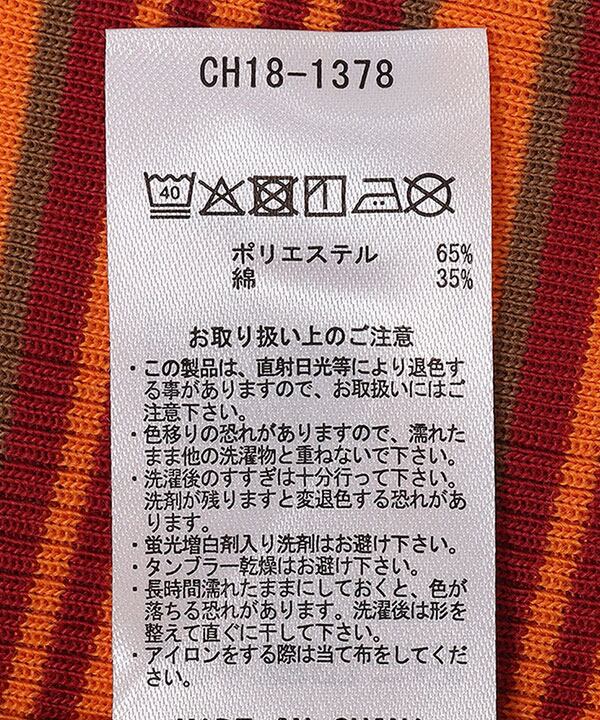 CH18-1378
40
ポリエステル 65%
綿 35%
お取り扱い上のご注意
・この製品は、直射日光等により退色す
る事がありますので、お取扱いにはご
注意下さい。
・色移りの恐れがありますので、濡れた
まま他の洗濯物と重ねないで下さい。
・洗濯後のすすぎは十分行って下さい。
洗剤が残りますと変退色する恐れがあ
ります。
・蛍光増白剤入り洗剤はお避け下さい。
・タンブラー乾燥はお避け下さい。
・長時間濡れたままにしておくと、色が
落ちる恐れがあります。洗濯後は形を
整えて直ぐに干して下さい。
・アイロンをする際は当て布をしてくだ
さい。